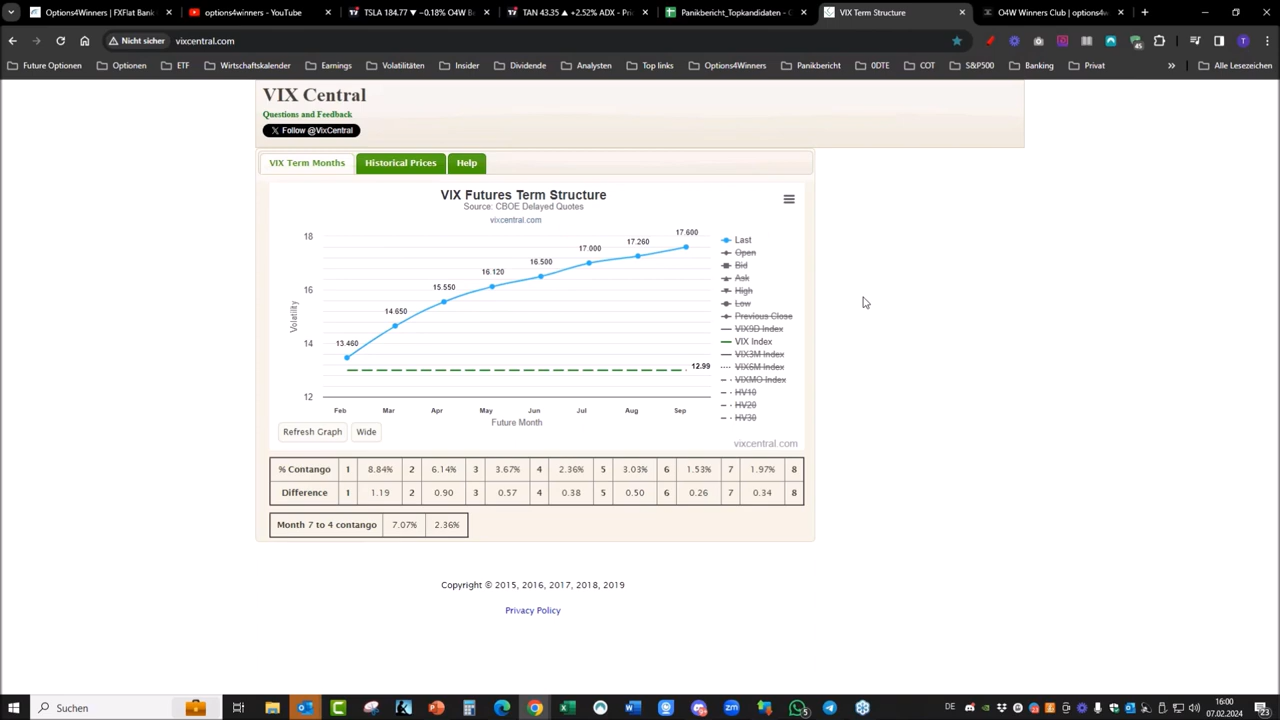 Options4Winners | FXFlat Bank
options4winners - YouTube
TSLA 184.77 −0.18% O4W B
TAN 43.35 ▲ +2.52% ADX -
Panikbericht_Topkandidaten - G
VIX Term Structure
O4W Winners Club | options4w
Nicht sicher
vixcentral.com
Future Optionen
Optionen
ETF
Wirtschaftskalender
Earnings
Volatilitäten
Insider
Dividende
Analysten
Top links
Options4Winners
Panikbericht
0DTE
COT
S&P500
Banking
Privat
»
Alle Lesezeichen
VIX Central
Questions and Feedback
X Follow @VixCentral
VIX Term Months
Historical Prices
Help
VIX Futures Term Structure
Source: CBOE Delayed Quotes
vixcentral.com
Volatility
18
16
14
12
13.460
14.650
15.550
16.120
16.500
17.000
17.260
17.600
12.99
Feb Mar Apr May Jun Jul Aug Sep
Future Month
Last
Open
Bid
Ask
High
Low
Previous Close
VIX9D Index
VIX Index
VIX3M Index
VIX6M Index
VIXMO Index
HV10
HV20
HV30
Refresh Graph
Wide
vixcentral.com
% Contango 1 8.84% 2 6.14% 3 3.67% 4 2.36% 5 3.03% 6 1.53% 7 1.97% 8
Difference 1 1.19 2 0.90 3 0.57 4 0.38 5 0.50 6 0.26 7 0.34 8
Month 7 to 4 contango 7.07% 2.36%
Copyright © 2015, 2016, 2017, 2018, 2019
Privacy Policy
Suchen
DE
16:00
07.02.2024